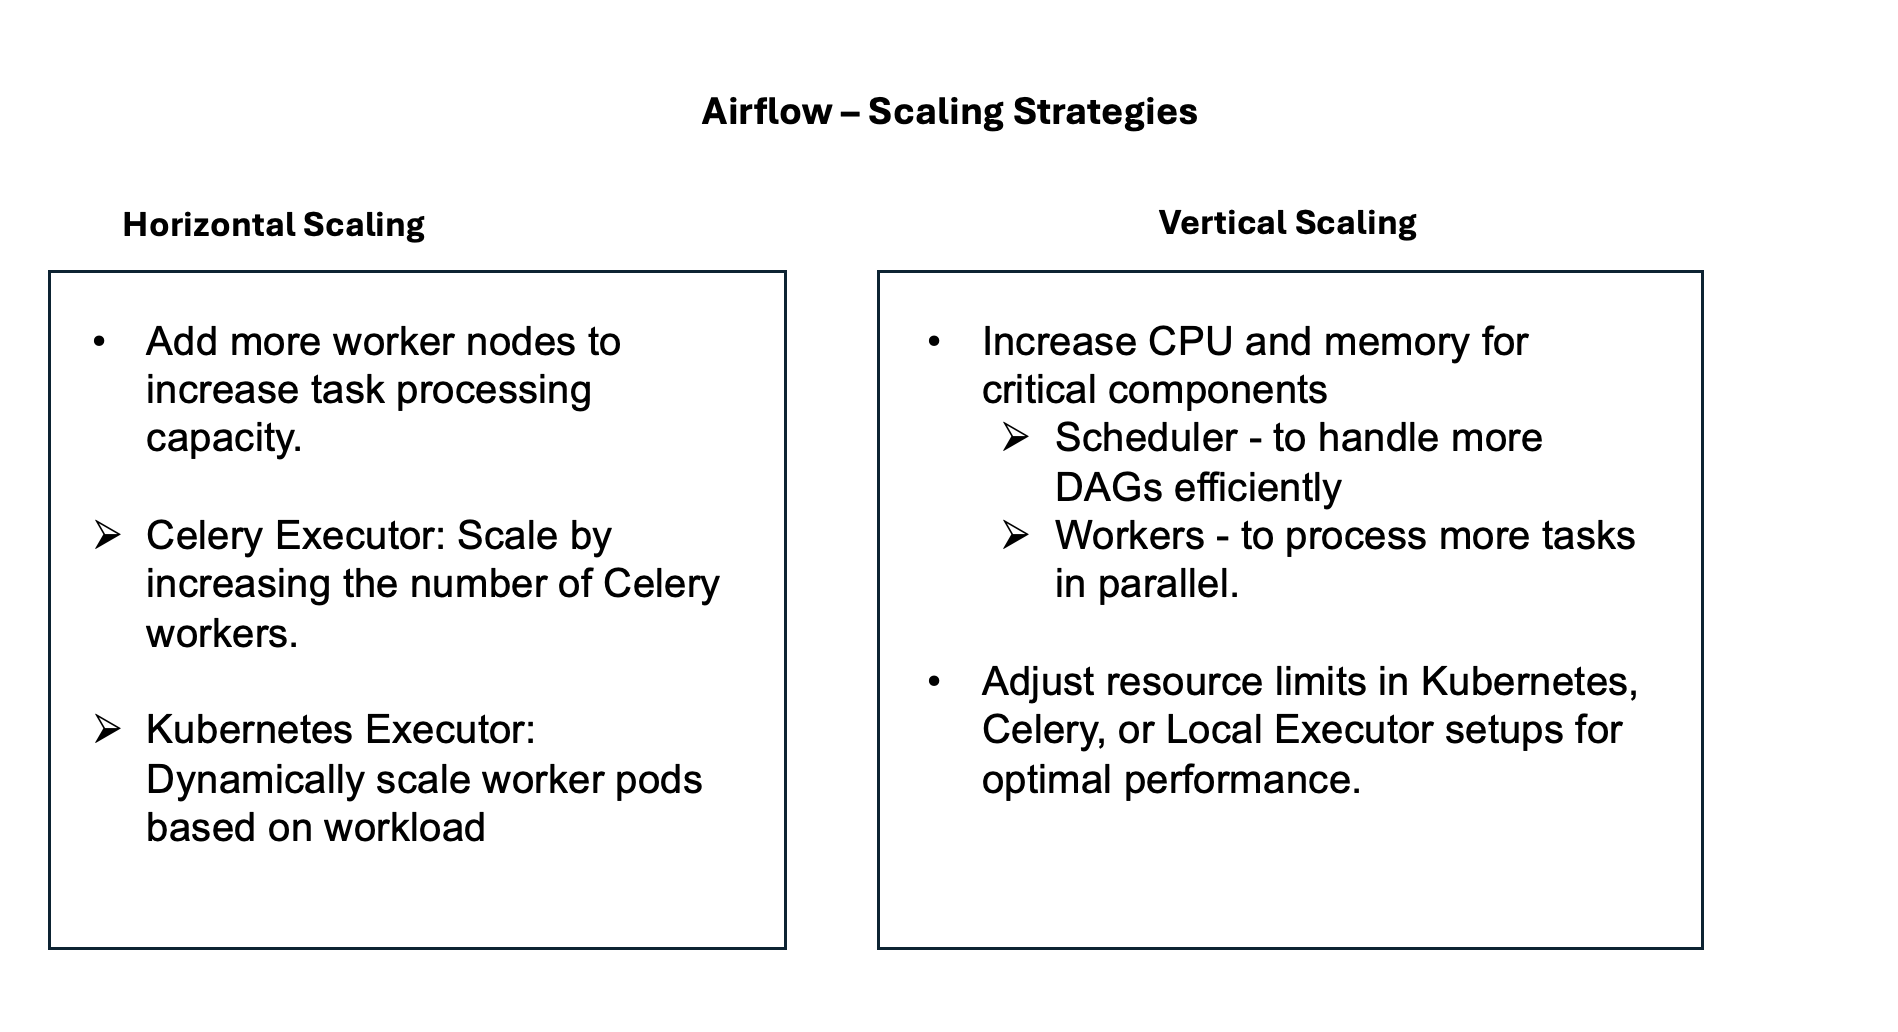 Airflow – Scaling Strategies
Horizontal Scaling
• Add more worker nodes to
increase task processing
capacity.
➢ Celery Executor: Scale by
increasing the number of Celery
workers.
➢ Kubernetes Executor:
Dynamically scale worker pods
based on workload
Vertical Scaling
• Increase CPU and memory for
critical components
➢ Scheduler - to handle more
DAGs efficiently
➢ Workers - to process more tasks
in parallel.
• Adjust resource limits in Kubernetes,
Celery, or Local Executor setups for
optimal performance.